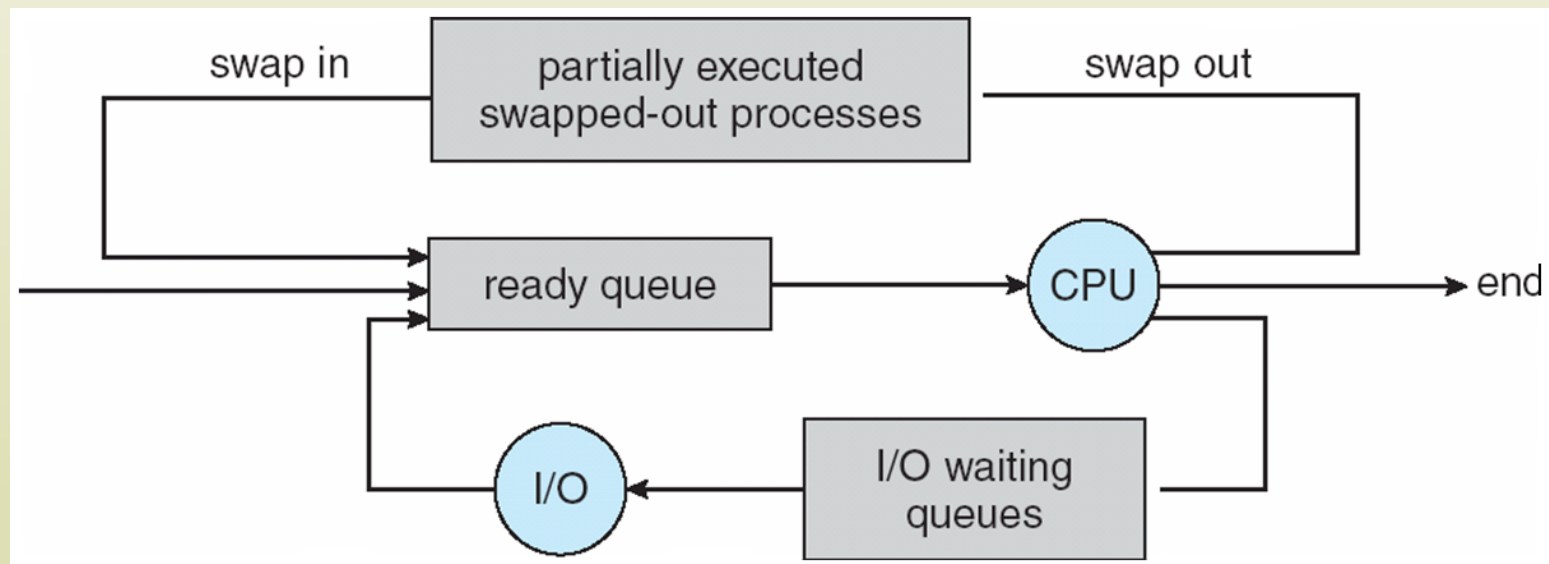 swap in
partially executed
swapped-out processes
swap out
ready queue
CPU
end
I/O
I/O waiting
queues